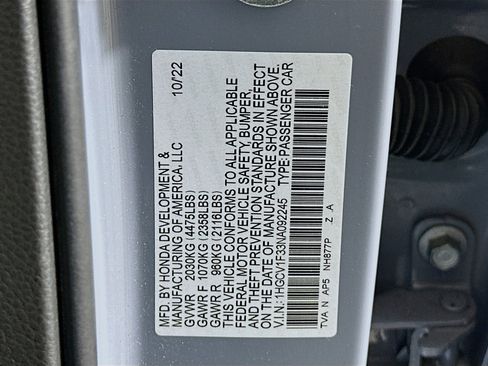 MFD. BY HONDA DEVELOPMENT &
MANUFACTURING OF AMERICA, LLC 10/22
GVWR 2030KG (4475LBS)
GAWR F 1070KG (2358LBS)
GAWR R 960KG (2116LBS)
THIS VEHICLE CONFORMS TO ALL APPLICABLE
FEDERAL MOTOR VEHICLE SAFETY, BUMPER,
AND THEFT PREVENTION STANDARDS IN EFFECT
ON THE DATE OF MANUFACTURE SHOWN ABOVE.
V.I.N.: 1HGCV1F33NA092245 TYPE:PASSENGER CAR
TVA N AP5 NH877P Z A